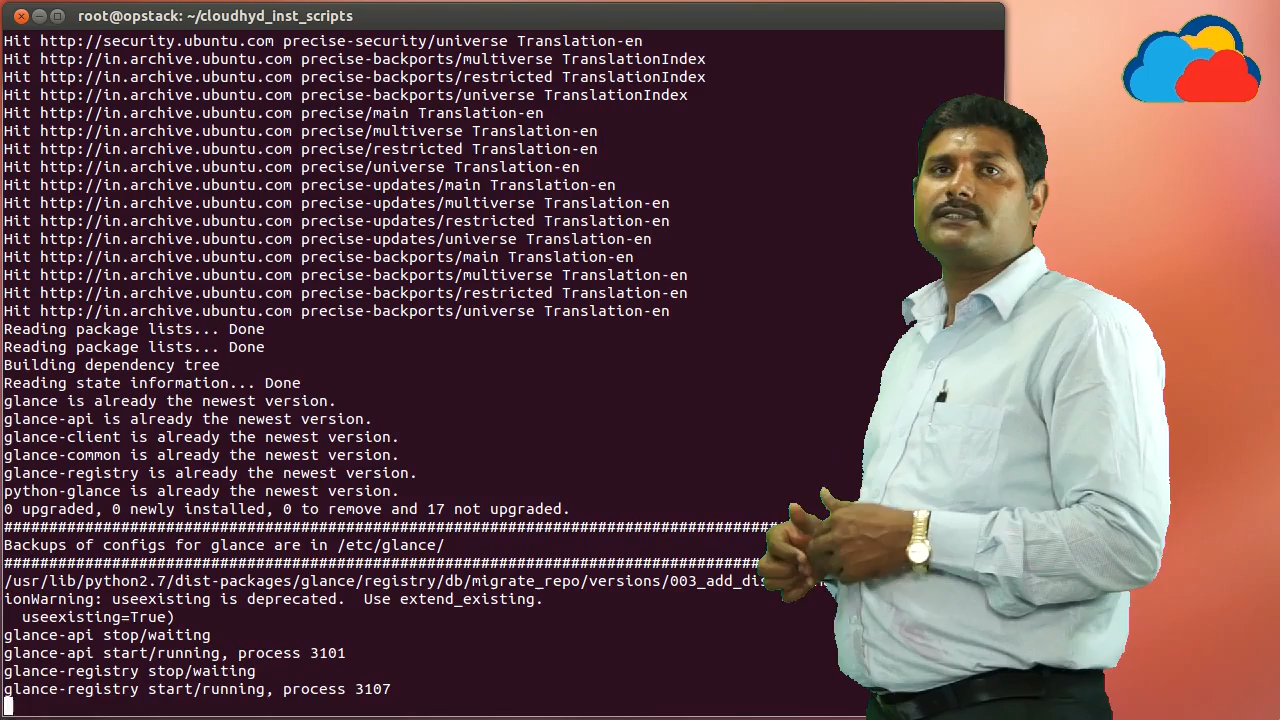 root@opstack: ~/cloudhyd_inst_scripts
Hit http://security.ubuntu.com precise-security/universe Translation-en
Hit http://in.archive.ubuntu.com precise-backports/multiverse TranslationIndex
Hit http://in.archive.ubuntu.com precise-backports/restricted TranslationIndex
Hit http://in.archive.ubuntu.com precise-backports/universe TranslationIndex
Hit http://in.archive.ubuntu.com precise/main Translation-en
Hit http://in.archive.ubuntu.com precise/multiverse Translation-en
Hit http://in.archive.ubuntu.com precise/restricted Translation-en
Hit http://in.archive.ubuntu.com precise/universe Translation-en
Hit http://in.archive.ubuntu.com precise-updates/main Translation-en
Hit http://in.archive.ubuntu.com precise-updates/multiverse Translation-en
Hit http://in.archive.ubuntu.com precise-updates/restricted Translation-en
Hit http://in.archive.ubuntu.com precise-updates/universe Translation-en
Hit http://in.archive.ubuntu.com precise-backports/main Translation-en
Hit http://in.archive.ubuntu.com precise-backports/multiverse Translation-en
Hit http://in.archive.ubuntu.com precise-backports/restricted Translation-en
Hit http://in.archive.ubuntu.com precise-backports/universe Translation-en
Reading package lists... Done
Reading package lists... Done
Building dependency tree
Reading state information... Done
glance is already the newest version.
glance-api is already the newest version.
glance-client is already the newest version.
glance-common is already the newest version.
glance-registry is already the newest version.
python-glance is already the newest version.
0 upgraded, 0 newly installed, 0 to remove and 17 not upgraded.
#######################################################################################
Backups of configs for glance are in /etc/glance/
####################################################################################
/usr/lib/python2.7/dist-packages/glance/registry/db/migrate_repo/versions/003_add_dis
ionWarning: useexisting is deprecated.  Use extend_existing.
useexisting=True)
glance-api stop/waiting
glance-api start/running, process 3101
glance-registry stop/waiting
glance-registry start/running, process 3107